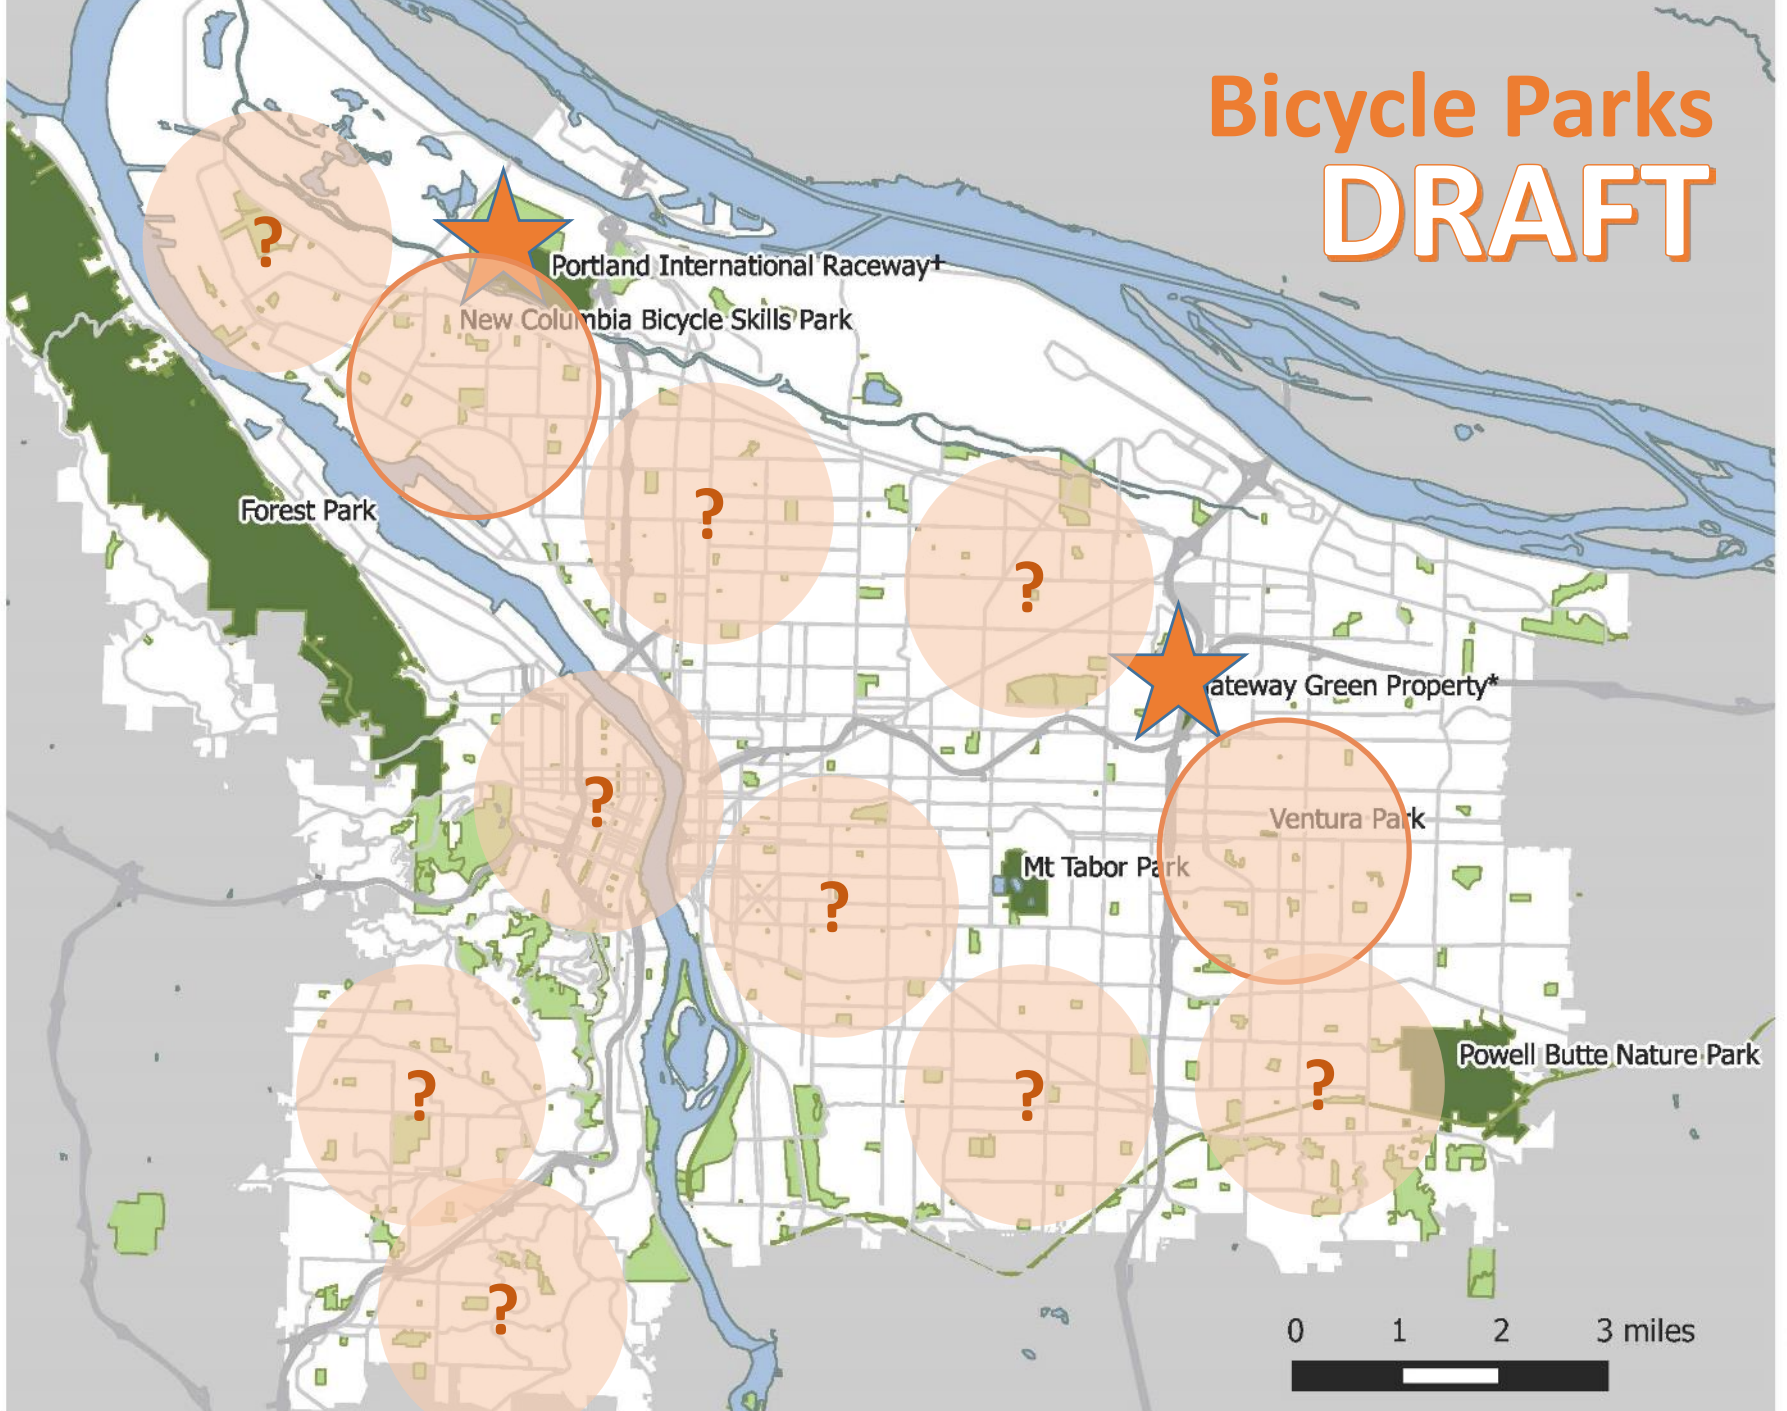 Bicycle Parks
DRAFT
?
Portland International Raceway+
New Columbia Bicycle Skills Park
Forest Park
?
?
ateway Green Property*
?
Ventura Park
Mt Tabor Park
?
Powell Butte Nature Park
?
?
?
?
0 1 2 3 miles